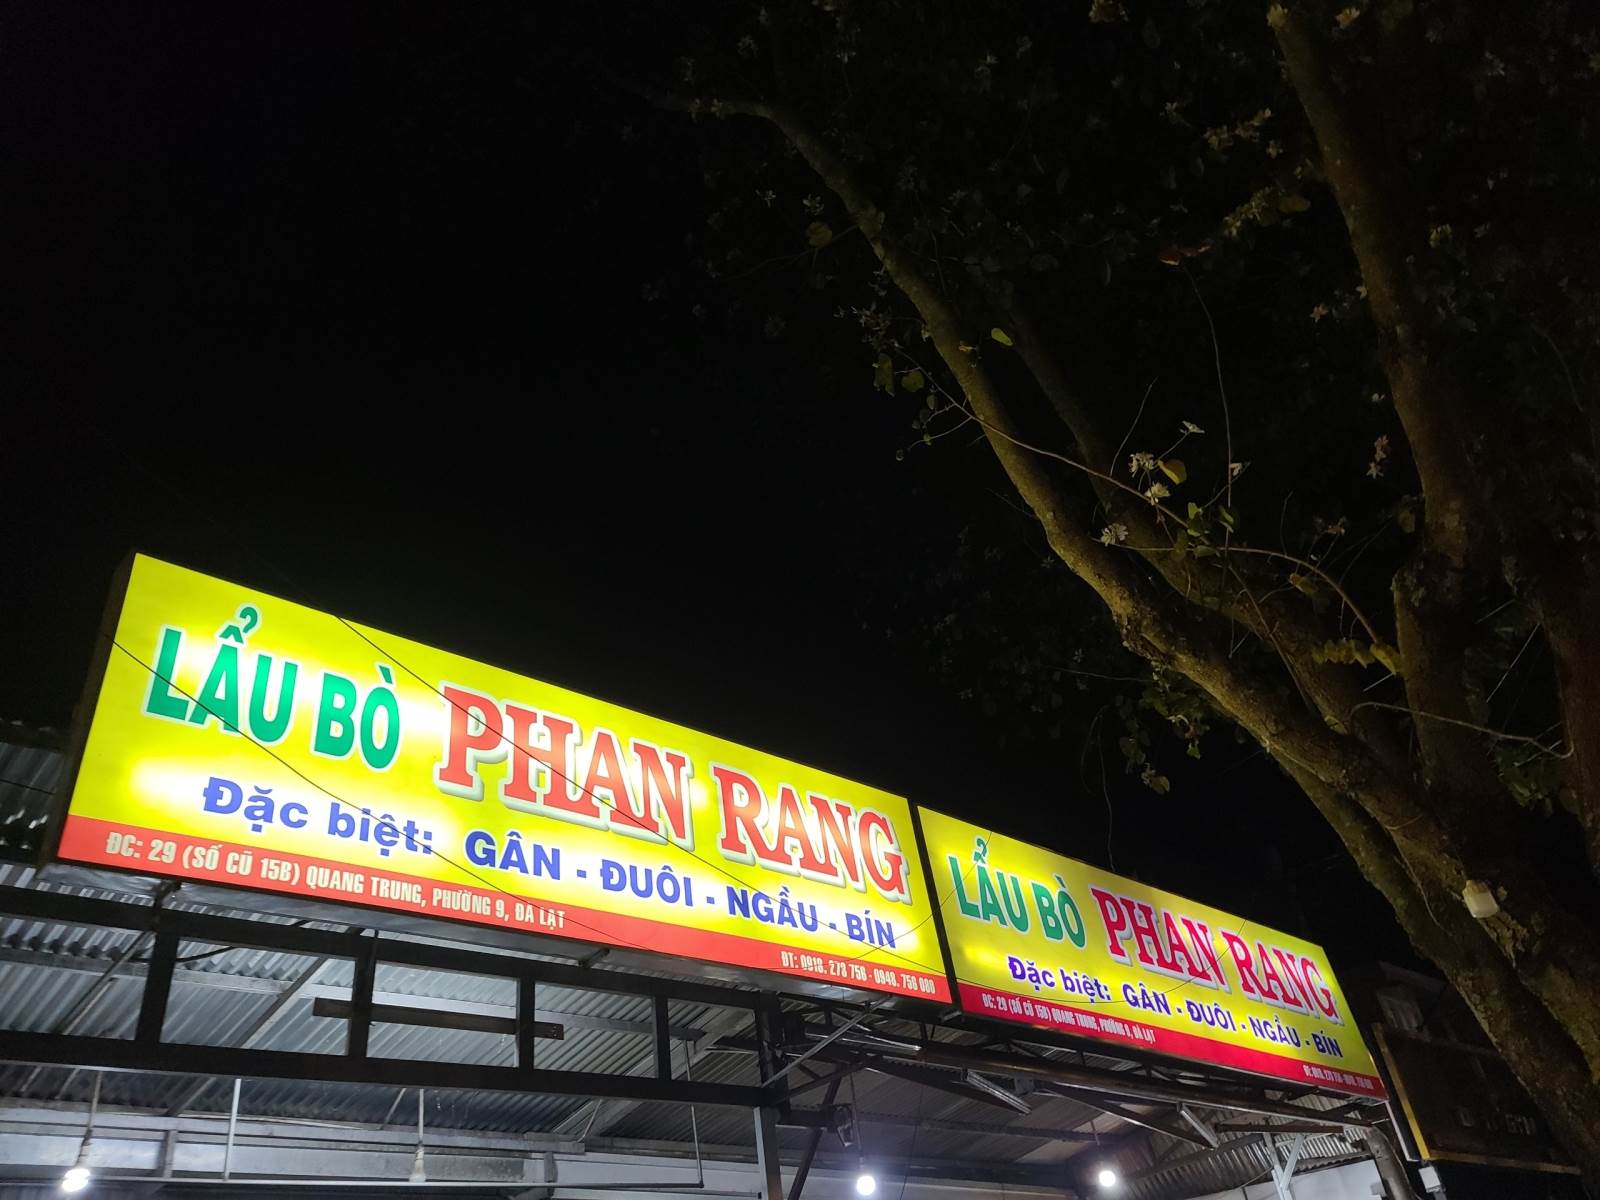 LẨU BÒ PHAN RANG
Đặc biệt: GÂN - ĐUÔI - NGẦU - BÍN
ĐC: 29 (SỐ CŨ 15B) QUANG TRUNG, PHƯỜNG 9, ĐÀ LẠT
ĐT: 0918. 273 756 - 0948. 756 080
LẨU BÒ PHAN RANG
Đặc biệt: GÂN - ĐUÔI - NGẦU - BÍN
ĐC: 29 (SỐ CŨ 15B) QUANG TRUNG, PHƯỜNG 9, ĐÀ LẠT